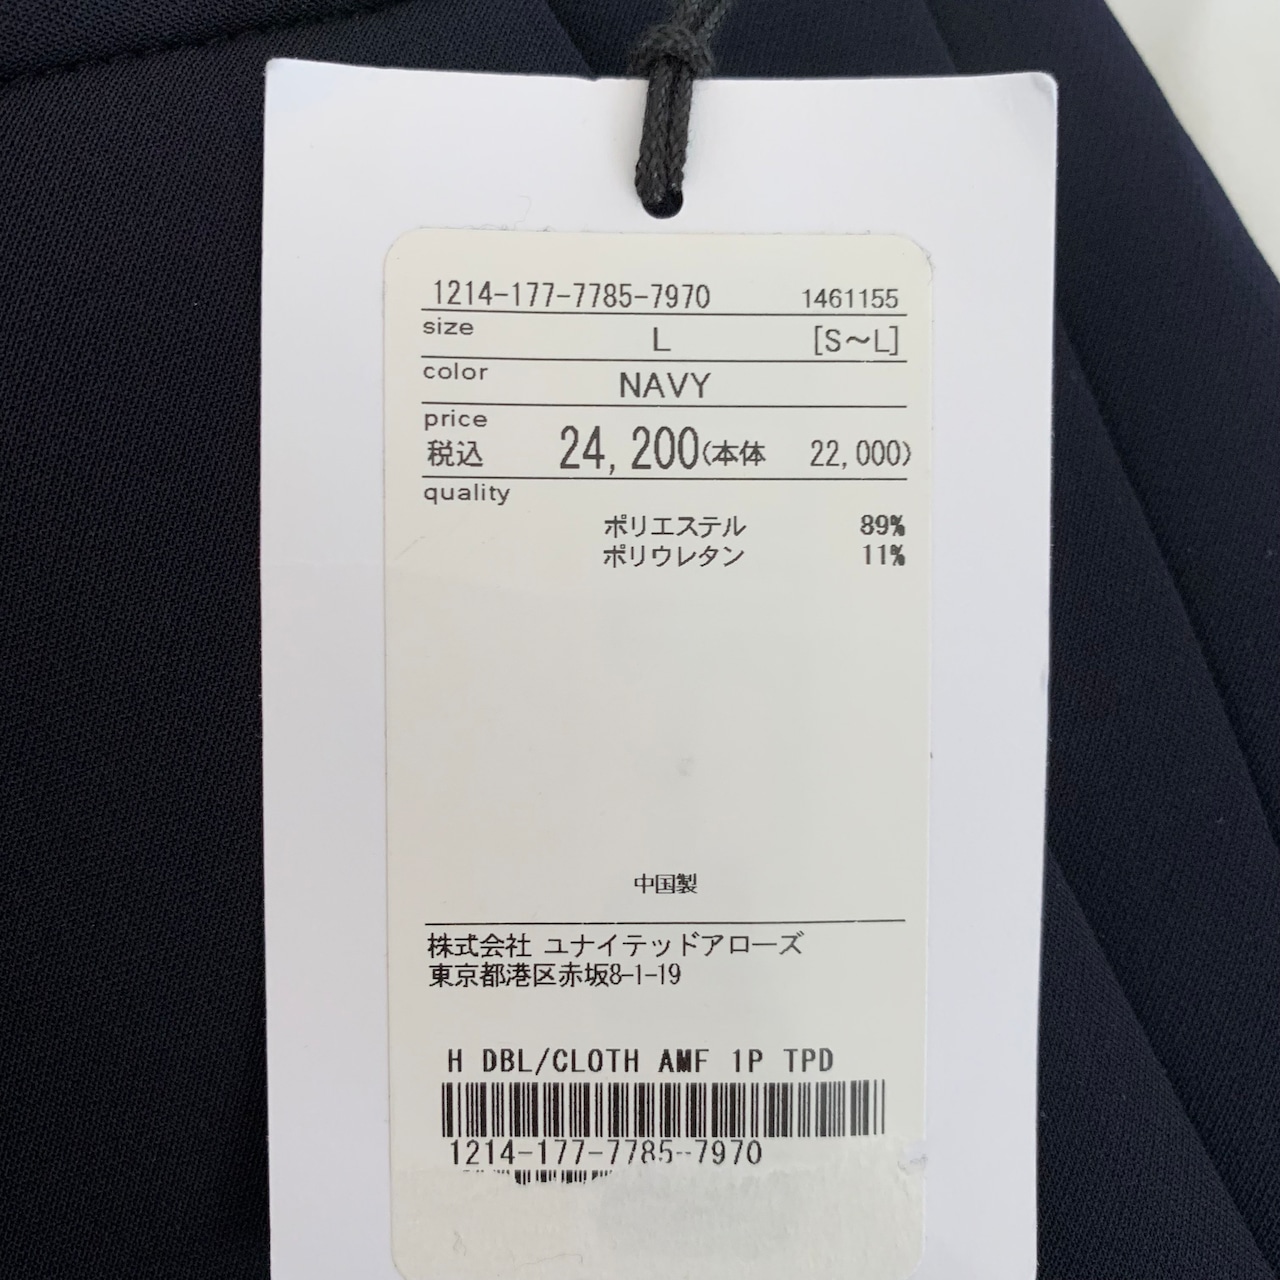 1214-177-7785-7970 1461155
size L [S〜L]
color NAVY
price
税込 24,200(本体 22,000)
quality
ポリエステル 89%
ポリウレタン 11%
中国製
株式会社 ユナイテッドアローズ
東京都港区赤坂8-1-19
H DBL/CLOTH AMF 1P TPD
1214-177-7785-7970